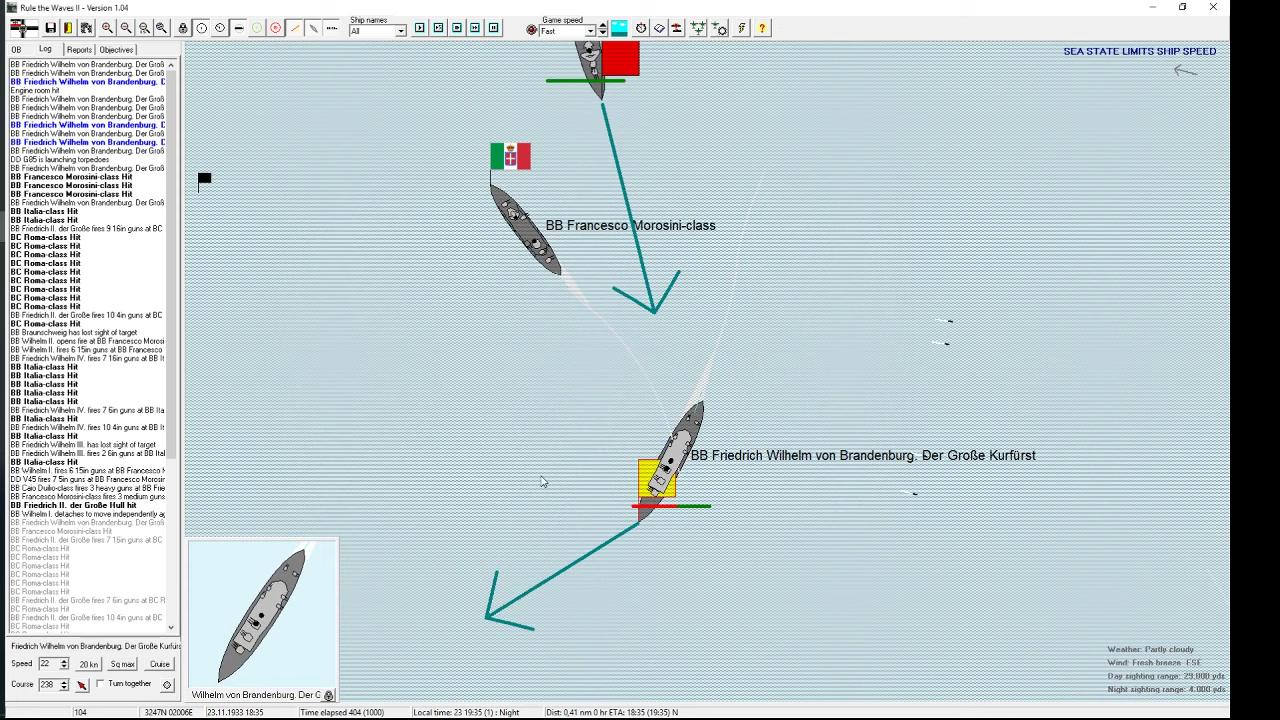 Rule the Waves II - Version 1.04
Ship names
All
Game speed
Fast
OB Log Reports Objectives
SEA STATE LIMITS SHIP SPEED
BB Friedrich Wilhelm von Brandenburg. Der Groß
BB Friedrich Wilhelm von Brandenburg. Der Groß
BB Friedrich Wilhelm von Brandenburg. D
Engine room hit
BB Friedrich Wilhelm von Brandenburg. Der Groß
BB Friedrich Wilhelm von Brandenburg. Der Groß
BB Friedrich Wilhelm von Brandenburg. Der Groß
BB Friedrich Wilhelm von Brandenburg. D
BB Friedrich Wilhelm von Brandenburg. Der Groß
BB Friedrich Wilhelm von Brandenburg. D
BB Friedrich Wilhelm von Brandenburg. Der Groß
DD G85 is launching torpedoes
BB Friedrich Wilhelm von Brandenburg. Der Groß
BB Francesco Morosini-class Hit
BB Francesco Morosini-class Hit
BB Francesco Morosini-class Hit
BB Friedrich Wilhelm von Brandenburg. Der Groß
BB Italia-class Hit
BB Italia-class Hit
BB Friedrich II. der Große fires 9 16in guns at BC
BC Roma-class Hit
BC Roma-class Hit
BC Roma-class Hit
BC Roma-class Hit
BC Roma-class Hit
BC Roma-class Hit
BC Roma-class Hit
BC Roma-class Hit
BC Roma-class Hit
BB Friedrich II. der Große fires 10 4in guns at BC
BC Roma-class Hit
BB Braunschweig has lost sight of target
BB Wilhelm II. opens fire at BB Francesco Morosi
BB Wilhelm II. fires 6 15in guns at BB Francesco
BB Friedrich Wilhelm IV. fires 7 16in guns at BB It
BB Italia-class Hit
BB Italia-class Hit
BB Italia-class Hit
BB Italia-class Hit
BB Italia-class Hit
BB Friedrich Wilhelm IV. fires 7 6in guns at BB Ita
BB Italia-class Hit
BB Friedrich Wilhelm IV. fires 10 4in guns at BB It
BB Italia-class Hit
BB Friedrich Wilhelm III. has lost sight of target
BB Friedrich Wilhelm III. fires 2 6in guns at BB Ital
BB Italia-class Hit
BB Wilhelm I. fires 6 15in guns at BB Francesco M
DD V45 fires 7 5in guns at BB Francesco Morosini
BB Caio Duilio-class fires 3 heavy guns at BB Frie
BB Francesco Morosini-class fires 3 medium guns
BB Friedrich II. der Große Hull hit
BB Wilhelm I. detaches to move independently ag
BB Friedrich Wilhelm von Brandenburg. Der Groß
BB Francesco Morosini-class Hit
BB Friedrich II. der Große fires 7 16in guns at BC
BC Roma-class Hit
BC Roma-class Hit
BC Roma-class Hit
BC Roma-class Hit
BC Roma-class Hit
BB Friedrich II. der Große fires 7 6in guns at BC R
BC Roma-class Hit
BB Friedrich II. der Große fires 10 4in guns at BC
BC Roma-class Hit
BB Francesco Morosini-class
BB Friedrich Wilhelm von Brandenburg. Der Große Kurfürst
Weather: Partly cloudy
Wind: Fresh breeze ESE
Day sighting range: 29.000 yds
Night sighting range: 4.000 yds
Friedrich Wilhelm von Brandenburg. Der Große Kurfürs
Speed 22 20 kn Sq max Cruise
Course 238 Turn together
Wilhelm von Brandenburg. Der G
104 3247N 02006E 23.11.1933 18:35 Time elapsed 404 (1000) Local time: 23 19:35 (1) : Night Dist: 0,41 nm 0 hr ETA: 18:35 (19:35) N